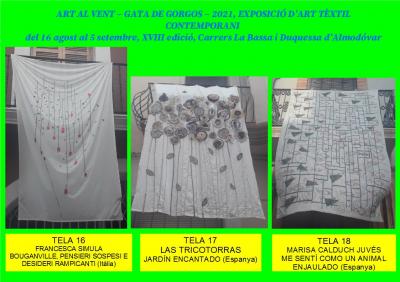 ART AL VENT – GATA DE GORGOS – 2021, EXPOSICIÓ D'ART TÈXTIL
CONTEMPORANI
del 16 agost al 5 setembre, XVIII edició, Carrers La Bassa i Duquessa d'Almodóvar
TELA 16
FRANCESCA SIMULA
BOUGANVILLE, PENSIERI SOSPESI E
DESIDERI RAMPICANTI (Itàlia)
TELA 17
LAS TRICOTORRAS
JARDÍN ENCANTADO (Espanya)
TELA 18
MARISA CALDUCH JUVÉS
ME SENTÍ COMO UN ANIMAL
ENJAULADO (Espanya)